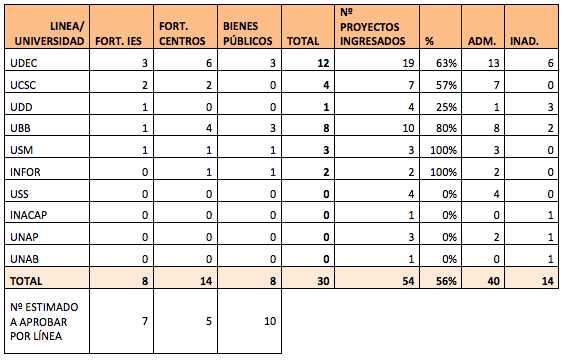 LINEA/ UNIVERSIDAD FORT. IES FORT. CENTROS BIENES PÚBLICOS TOTAL Nº PROYECTOS INGRESADOS % ADM. INAD.
UDEC 3 6 3 12 19 63% 13 6
UCSC 2 2 0 4 7 57% 7 0
UDD 1 0 0 1 4 25% 1 3
UBB 1 4 3 8 10 80% 8 2
USM 1 1 1 3 3 100% 3 0
INFOR 0 1 1 2 2 100% 2 0
USS 0 0 0 0 4 0% 4 0
INACAP 0 0 0 0 1 0% 0 1
UNAP 0 0 0 0 3 0% 2 1
UNAB 0 0 0 0 1 0% 0 1
TOTAL 8 14 8 30 54 56% 40 14
Nº ESTIMADO A APROBAR POR LÍNEA 7 5 10